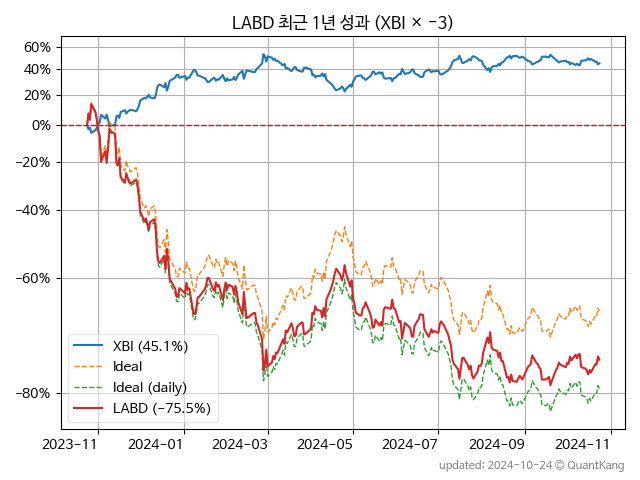 LABD 최근 1년 성과 (XBI × −3)
60%
40%
20%
0%
−20%
−40%
−60%
−80%
XBI (45.1%)
Ideal
Ideal (daily)
LABD (−75.5%)
2023−11 2024−01 2024−03 2024−05 2024−07 2024−09 2024−11
updated: 2024-10-24 © QuantKang